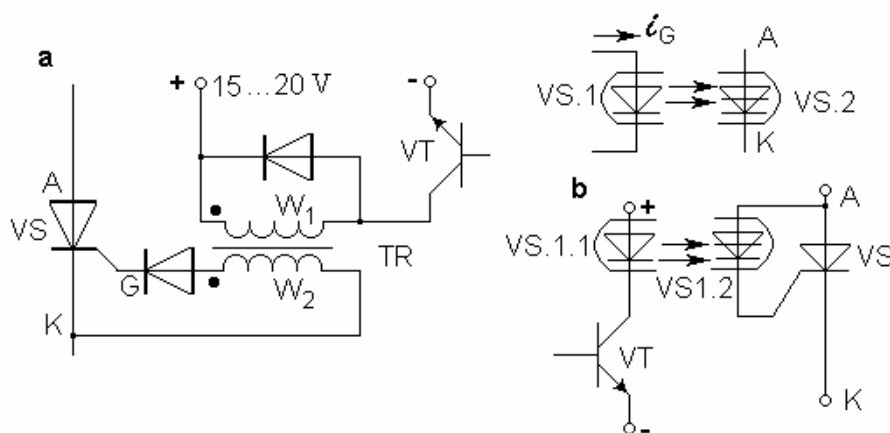 a
+ 15 ... 20 V
-
VT
A
VS
W1
TR
G
W2
K
iG
A
VS.1
VS.2
K
b
+
A
VS.1.1
VS1.2
VS
VT
K
-